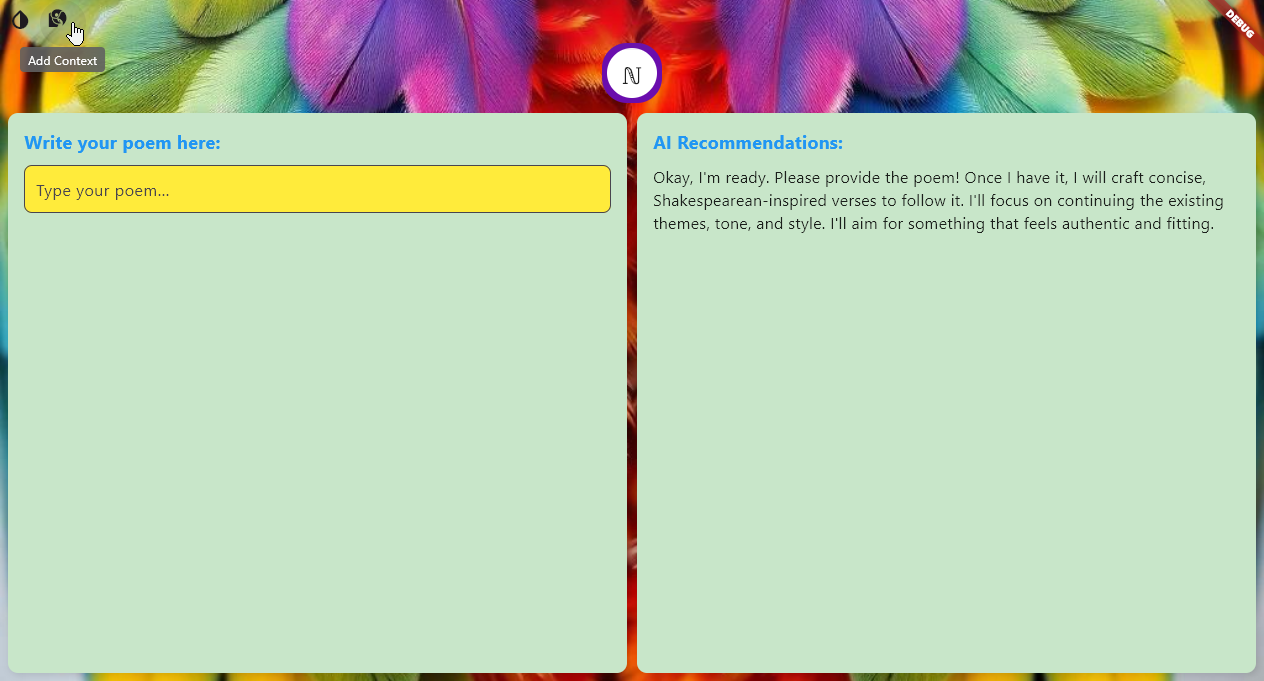 DEBUG
Add Context
ℕ
Write your poem here:
Type your poem...
AI Recommendations:
Okay, I'm ready. Please provide the poem! Once I have it, I will craft concise,
Shakespearean-inspired verses to follow it. I'll focus on continuing the existing
themes, tone, and style. I'll aim for something that feels authentic and fitting.